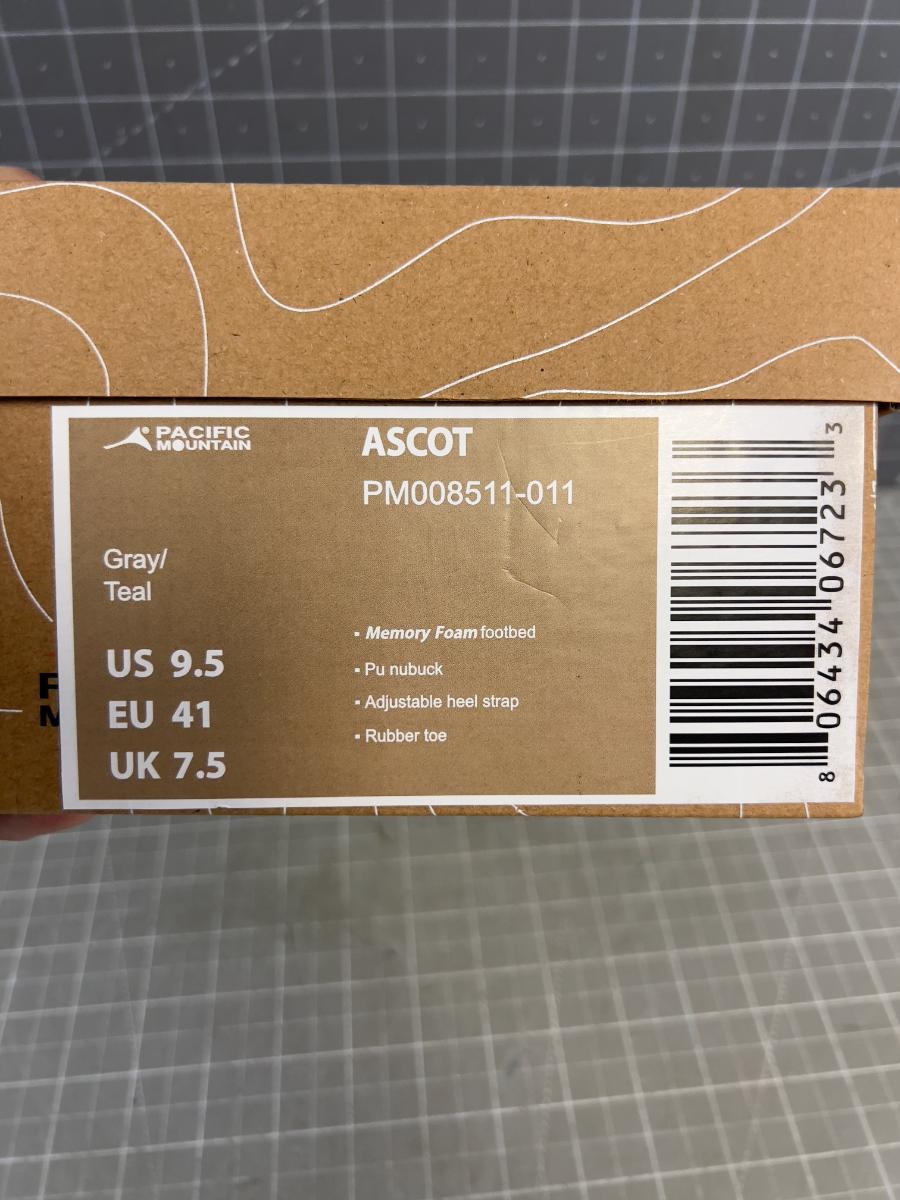 PACIFIC
MOUNTAIN
ASCOT
PM008511-011
Gray/
Teal
US 9.5
EU 41
UK 7.5
▪ Memory Foam footbed
▪ Pu nubuck
▪ Adjustable heel strap
▪ Rubber toe
8 06434 06723 3
F
M